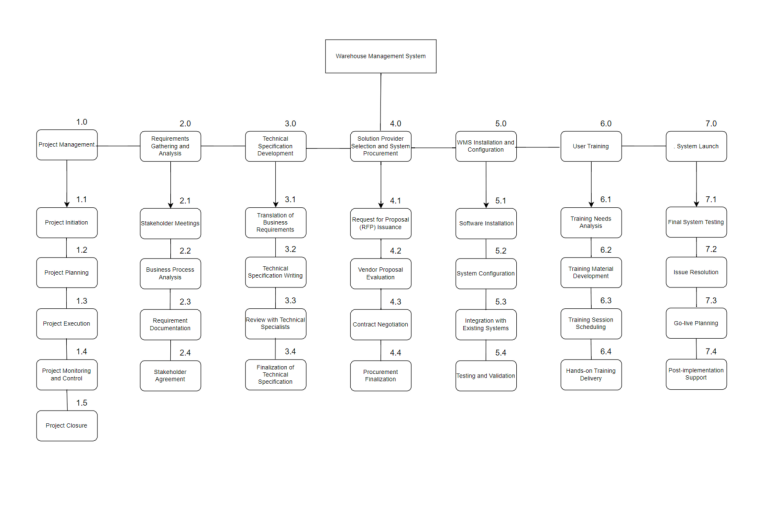 Warehouse Management System
1.0
2.0
3.0
4.0
5.0
6.0
7.0
Project Management
Requirements
Gathering and
Analysis
Technical
Specification
Development
Solution Provider
Selection and System
Procurement
WMS Installation and
Configuration
User Training
System Launch
1.1
2.1
3.1
4.1
5.1
6.1
7.1
Project Initiation
Stakeholder Meetings
Translation of
Business
Requirements
Request for Proposal
(RFP) Issuance
Software Installation
Training Needs
Analysis
Final System Testing
1.2
2.2
3.2
4.2
5.2
6.2
7.2
Project Planning
Business Process
Analysis
Technical
Specification Writing
Vendor Proposal
Evaluation
System Configuration
Training Material
Development
Issue Resolution
1.3
2.3
3.3
4.3
5.3
6.3
7.3
Project Execution
Requirement
Documentation
Review with Technical
Specialists
Contract Negotiation
Integration with
Existing Systems
Training Session
Scheduling
Go-live Planning
1.4
2.4
3.4
4.4
5.4
6.4
7.4
Project Monitoring
and Control
Stakeholder
Agreement
Finalization of
Technical
Specification
Procurement
Finalization
Testing and Validation
Hands-on Training
Delivery
Post-implementation
Support
1.5
Project Closure